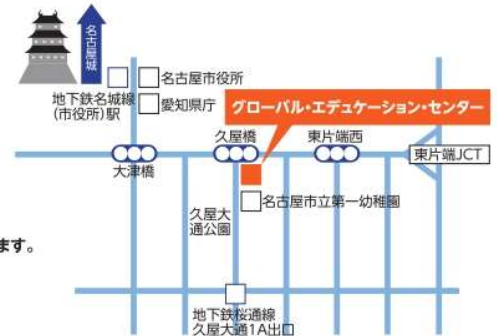 名古屋城
地下鉄名城線
(市役所)駅
名古屋市役所
愛知県庁
グローバル・エデュケーション・センター
大津橋
久屋橋
東片端西
東片端JCT
名古屋市立第一幼稚園
久屋大
通公園
ます。
地下鉄桜通線
久屋大通1A出口